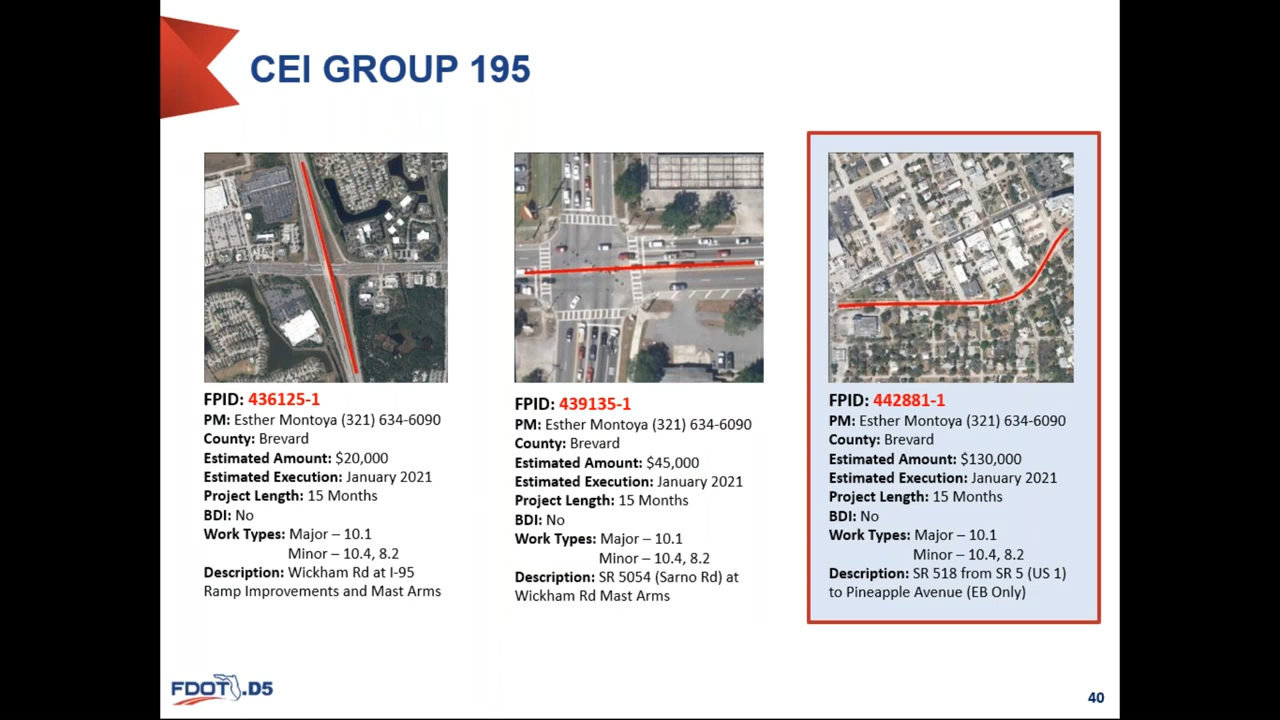 CEI GROUP 195
FPID: 436125-1
PM: Esther Montoya (321) 634-6090
County: Brevard
Estimated Amount: $20,000
Estimated Execution: January 2021
Project Length: 15 Months
BDI: No
Work Types: Major – 10.1
Minor – 10.4, 8.2
Description: Wickham Rd at I-95
Ramp Improvements and Mast Arms
FPID: 439135-1
PM: Esther Montoya (321) 634-6090
County: Brevard
Estimated Amount: $45,000
Estimated Execution: January 2021
Project Length: 15 Months
BDI: No
Work Types: Major – 10.1
Minor – 10.4, 8.2
Description: SR 5054 (Sarno Rd) at
Wickham Rd Mast Arms
FPID: 442881-1
PM: Esther Montoya (321) 634-6090
County: Brevard
Estimated Amount: $130,000
Estimated Execution: January 2021
Project Length: 15 Months
BDI: No
Work Types: Major – 10.1
Minor – 10.4, 8.2
Description: SR 518 from SR 5 (US 1)
to Pineapple Avenue (EB Only)
FDOT.D5
40